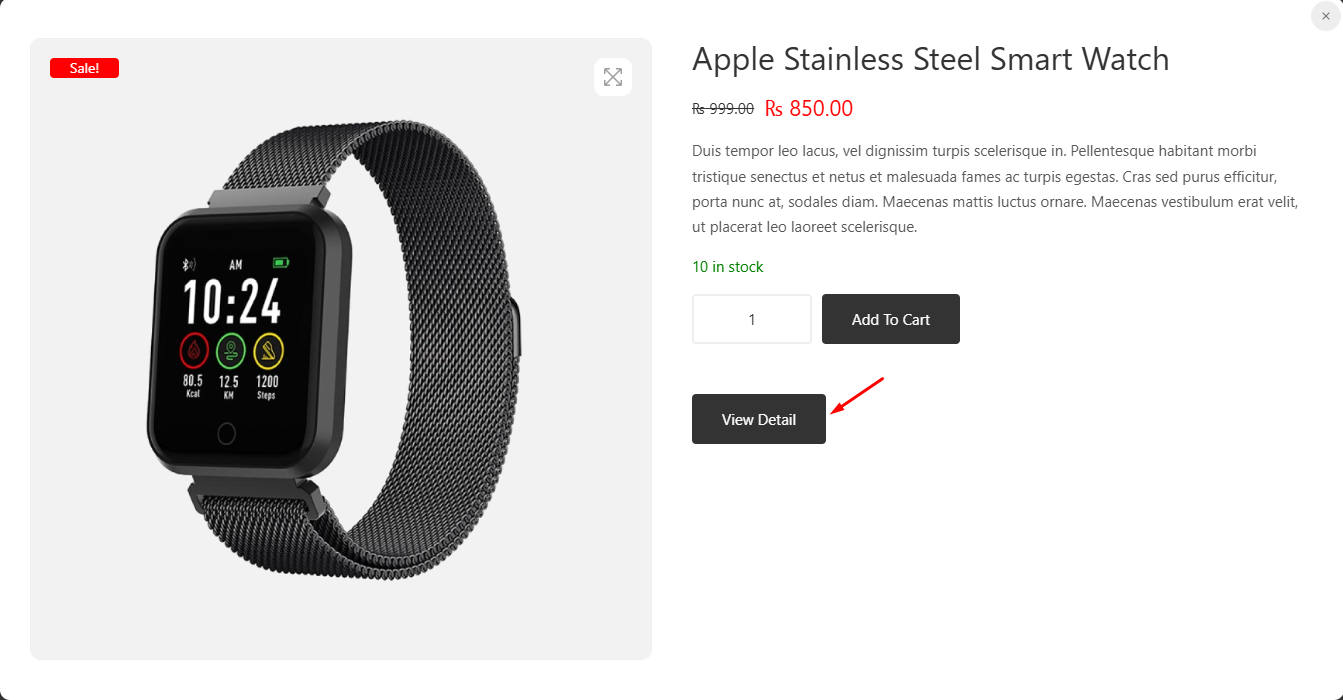 Sale!
Apple Stainless Steel Smart Watch
₨ 999.00 ₨ 850.00
Duis tempor leo lacus, vel dignissim turpis scelerisque in. Pellentesque habitant morbi
tristique senectus et netus et malesuada fames ac turpis egestas. Cras sed purus efficitur,
porta nunc at, sodales diam. Maecenas mattis luctus ornare. Maecenas vestibulum erat velit,
ut placerat leo laoreet scelerisque.
10 in stock
1 Add To Cart
View Detail
AM
10:24
80.5 12.5 1200
Kcal KM Steps